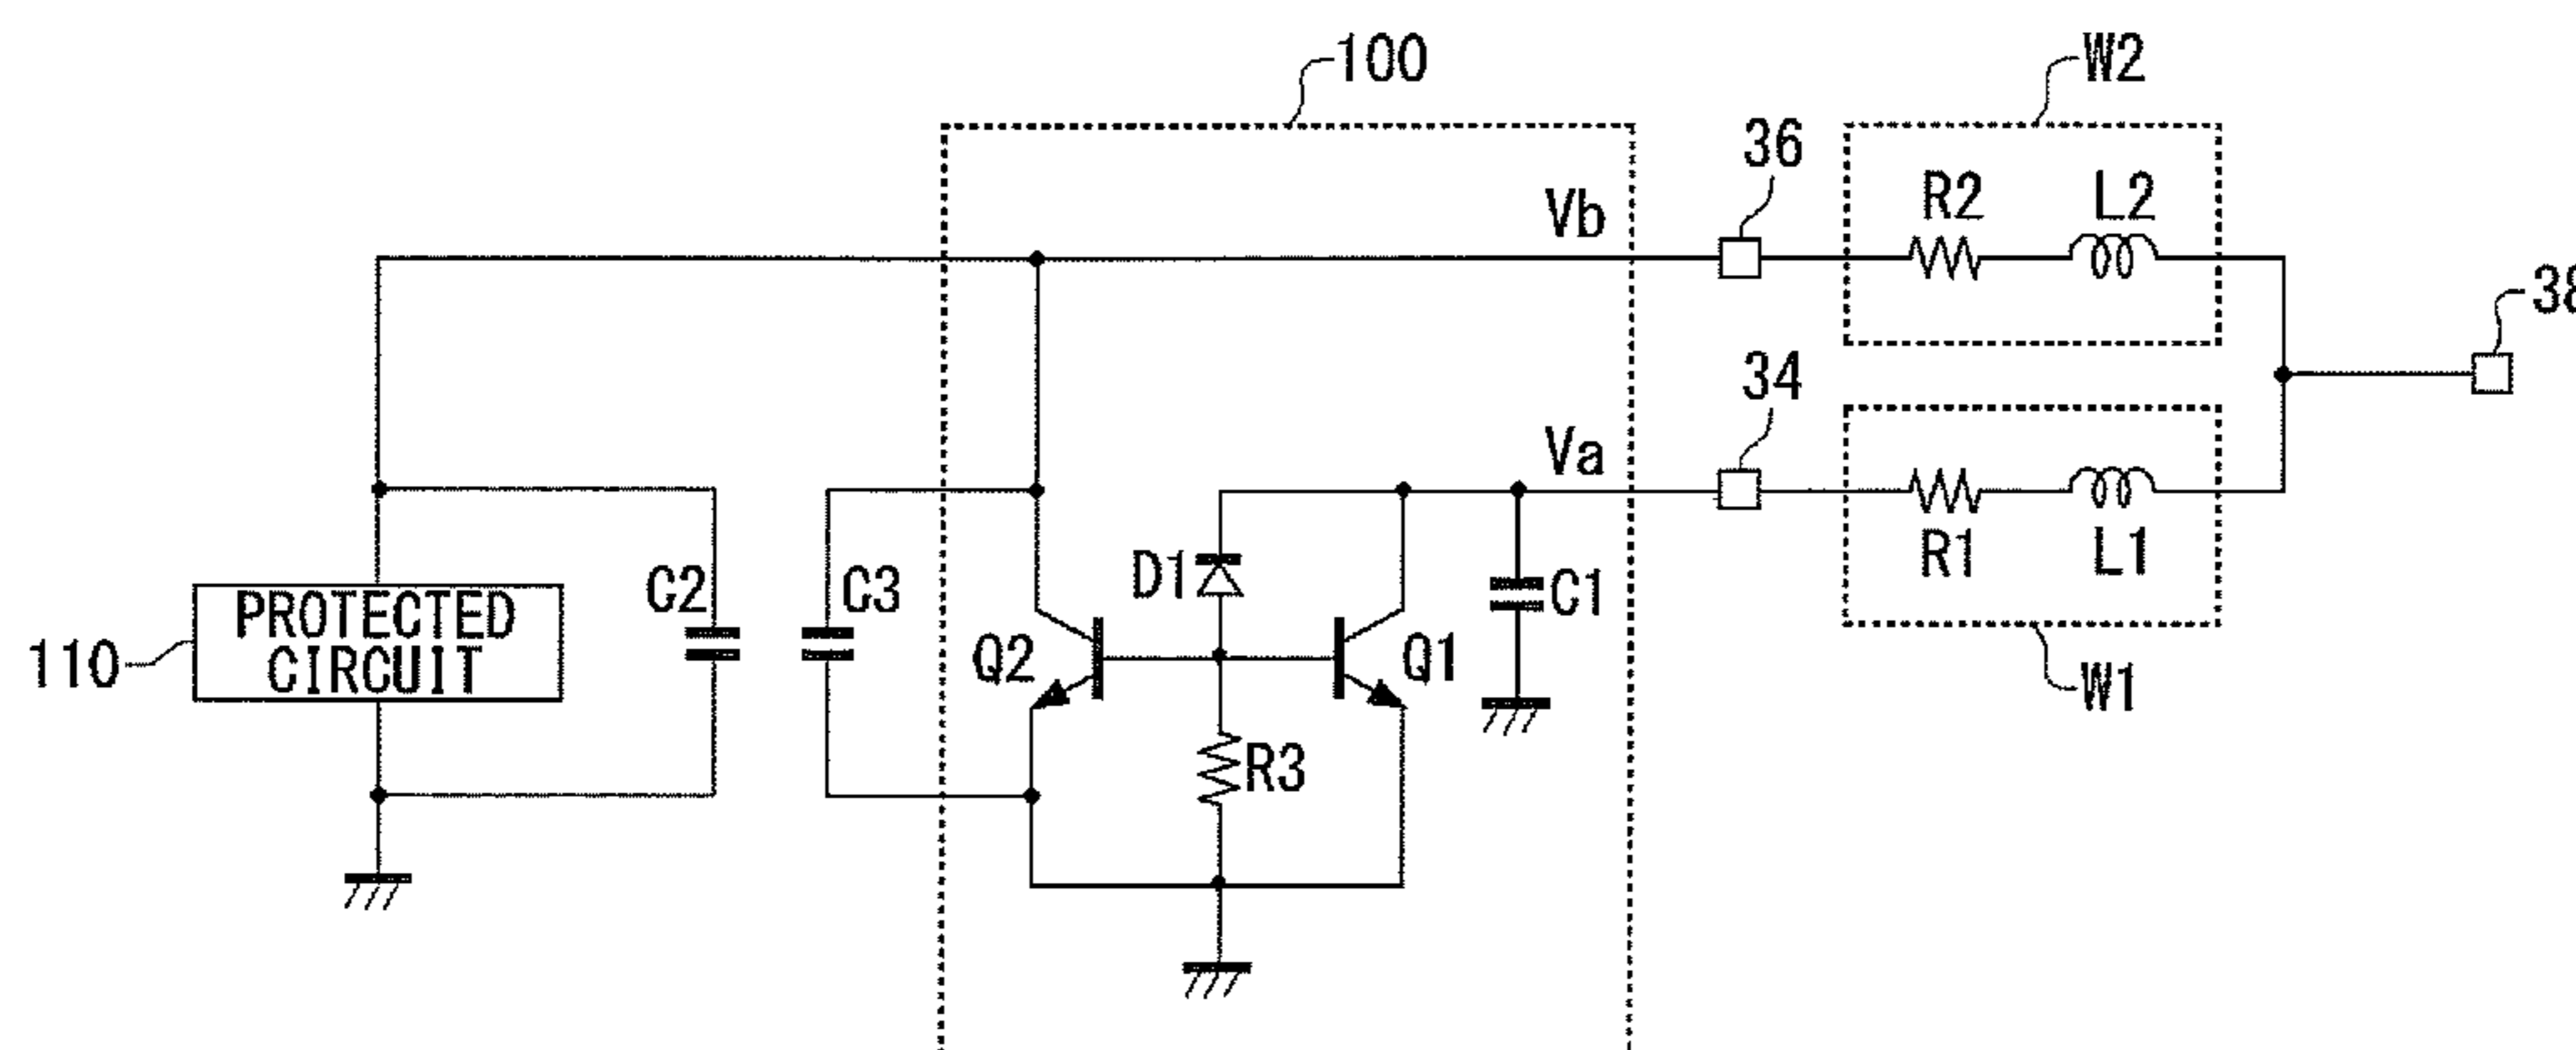 100
W2
36
R2
L2
Vb
38
34
Va
R1
L1
W1
D1
C1
C2
C3
Q2
Q1
R3
110
PROTECTED
CIRCUIT